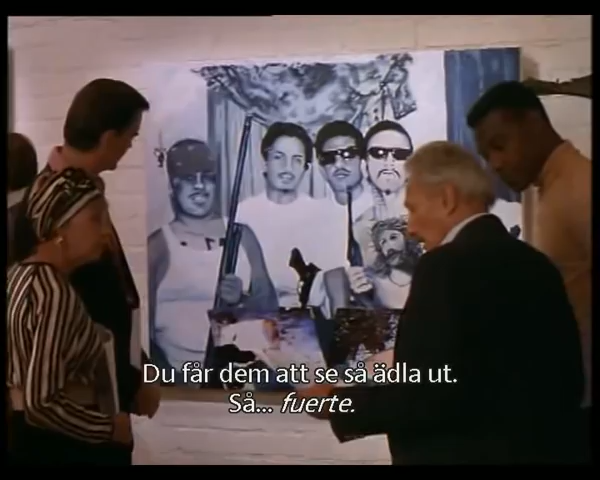 Du får dem att se så ädla ut.
Så... fuerte.